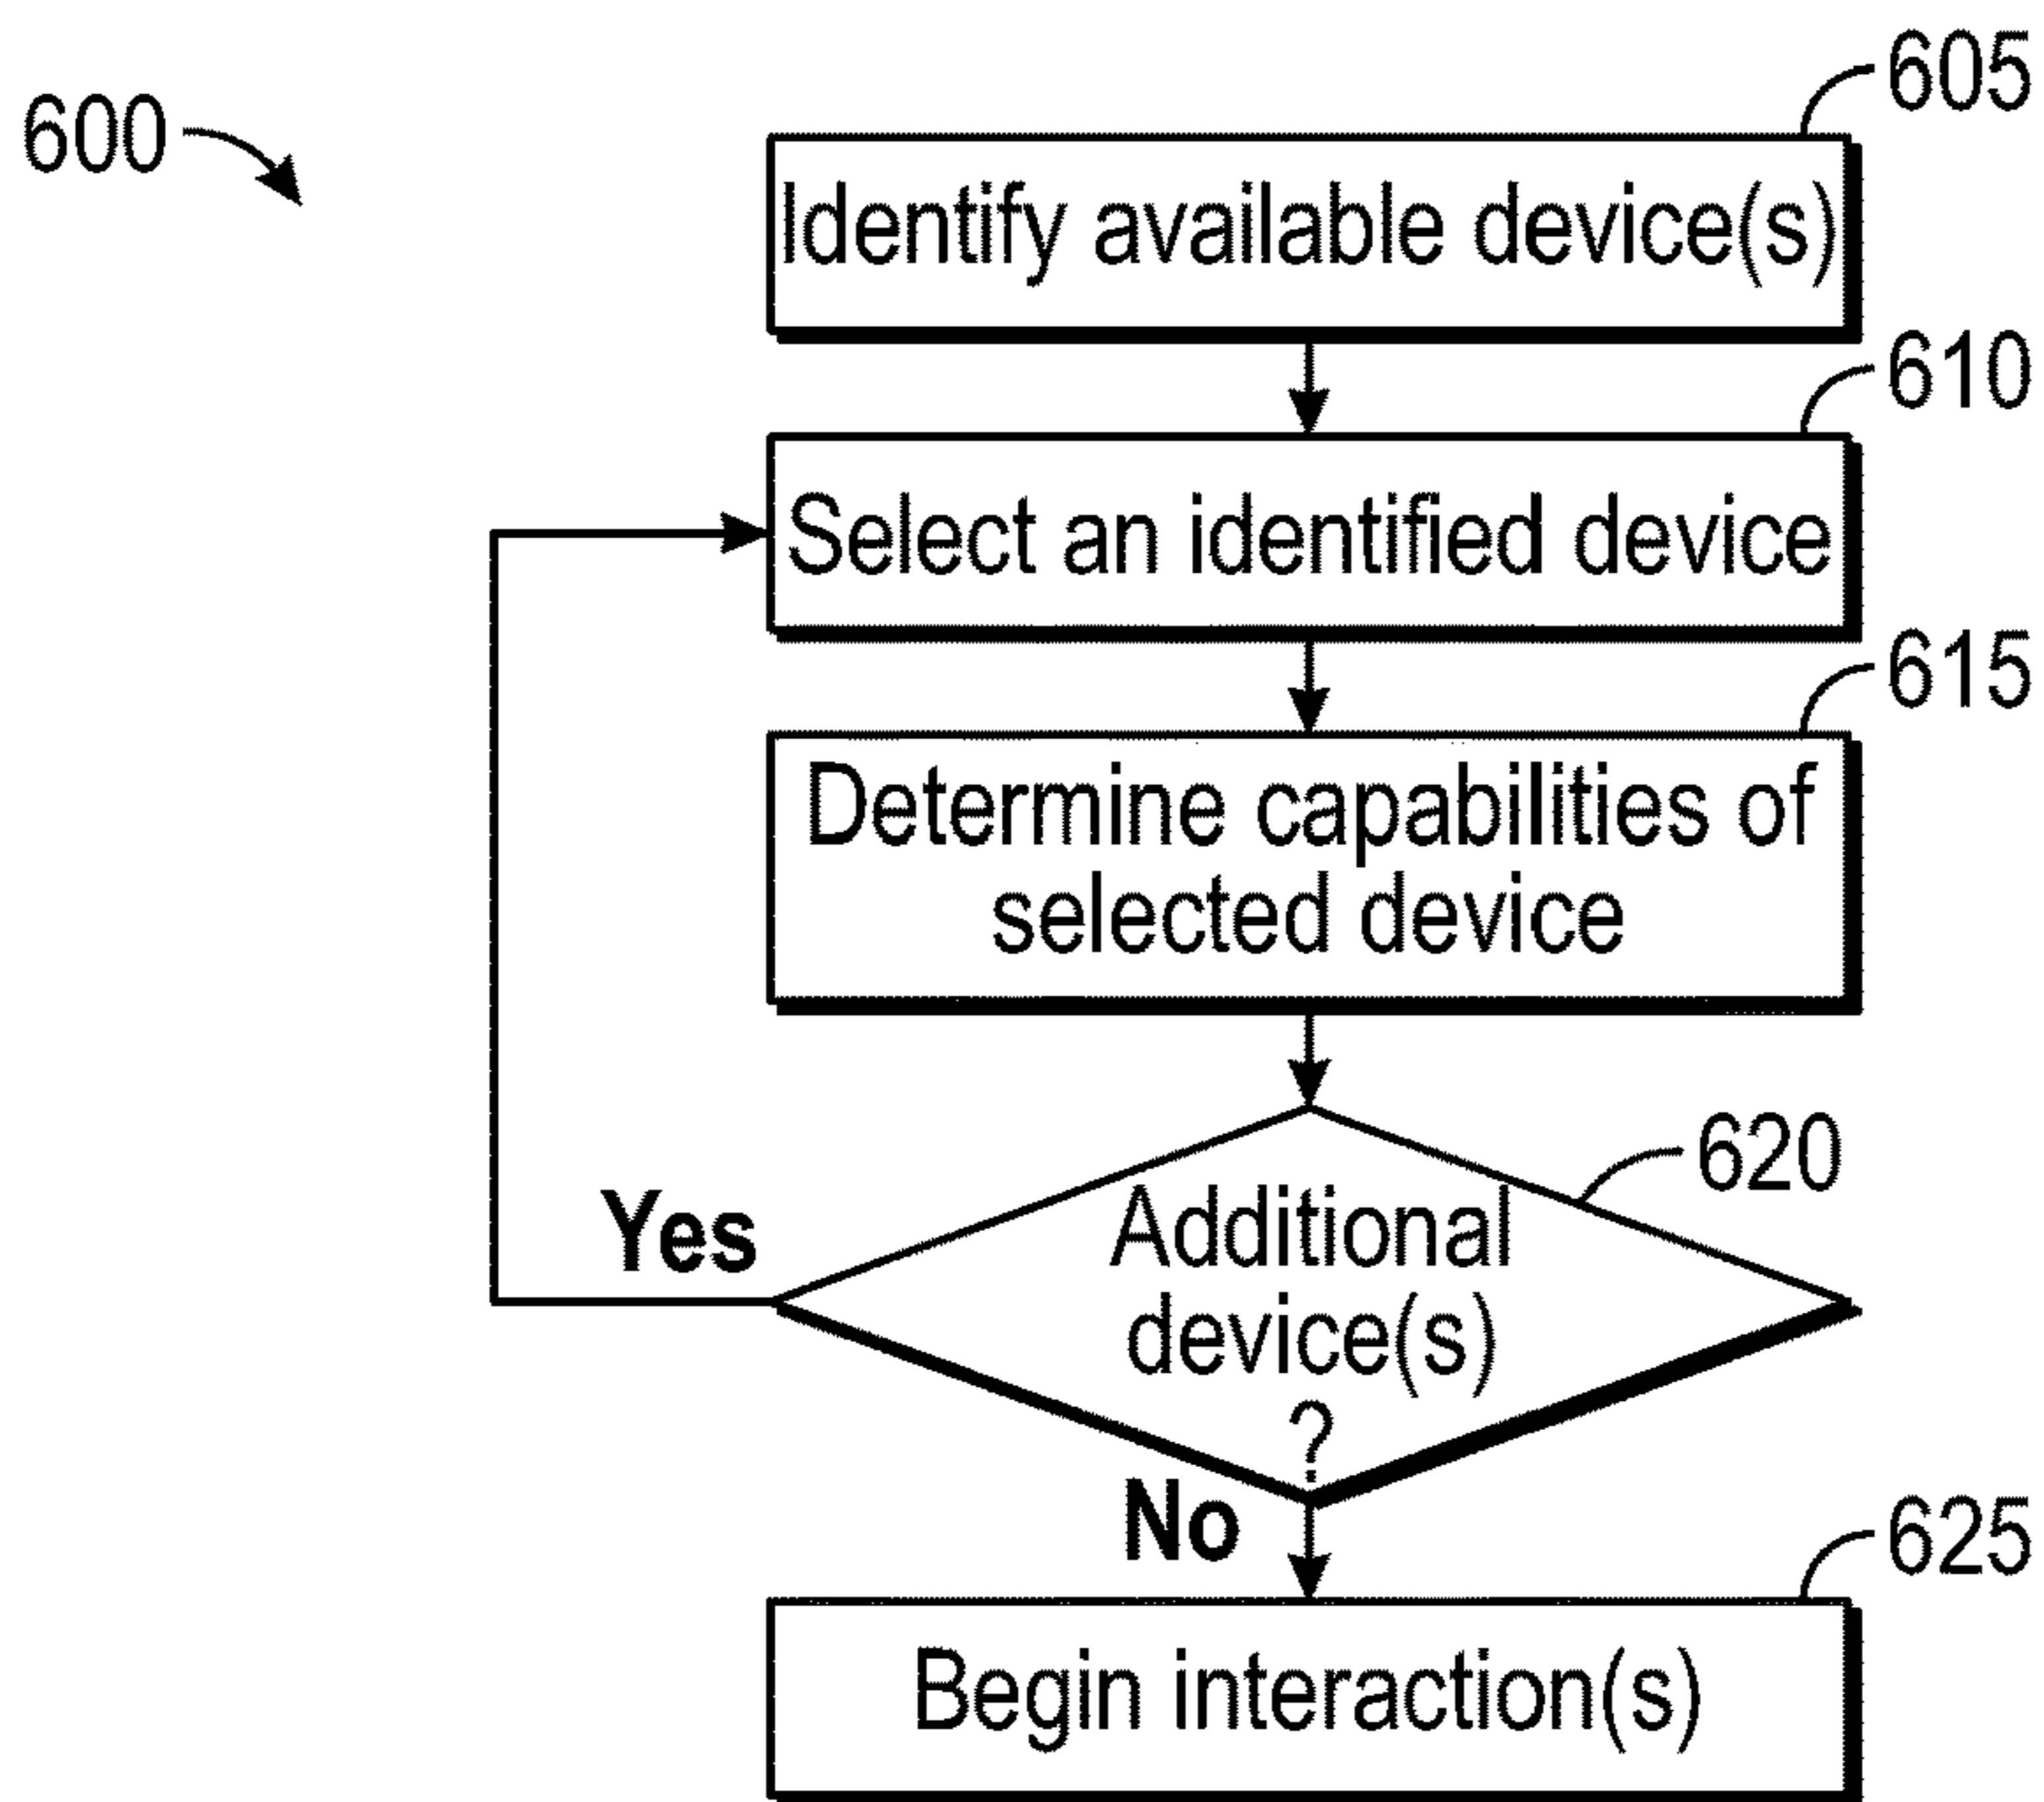 600
605
Identify available device(s)
610
Select an identified device
615
Determine capabilities of
selected device
620
Additional
device(s)
?
Yes
No
625
Begin interaction(s)